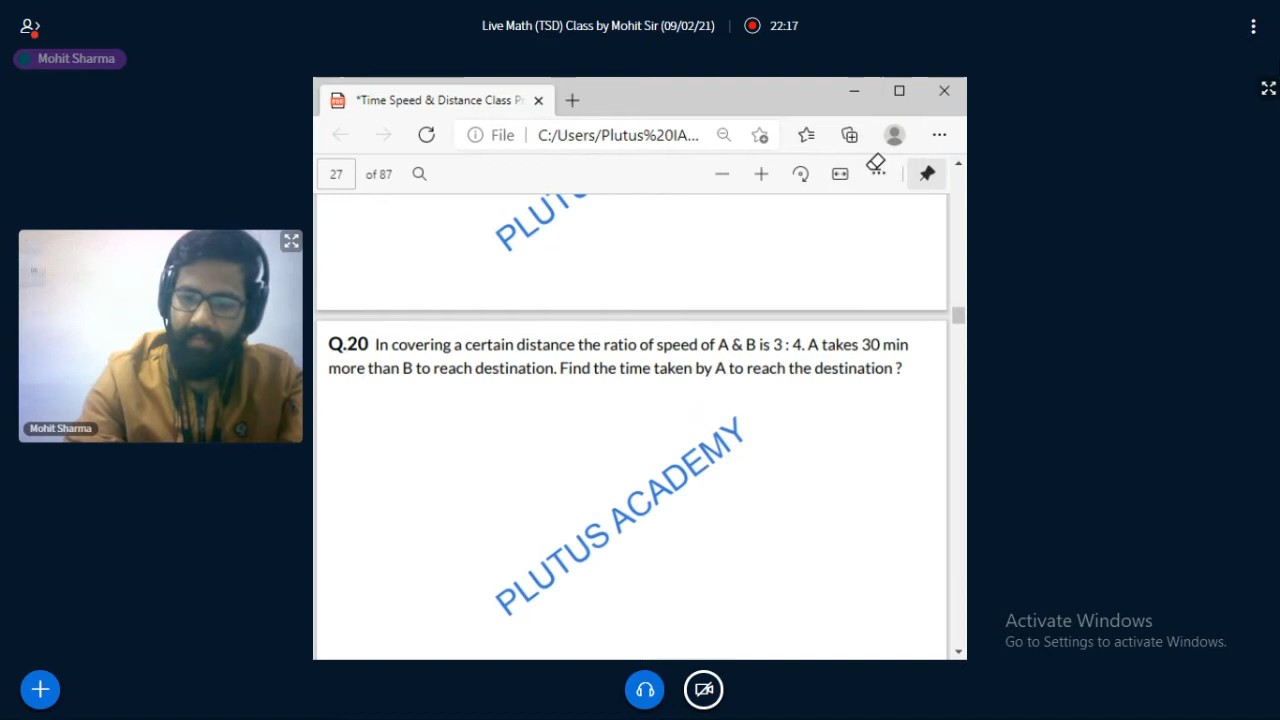 Live Math (TSD) Class by Mohit Sir (09/02/21)
22:17
Mohit Sharma
*Time Speed & Distance Class Pr
File
C:/Users/Plutus%20IA...
27
of 87
PLUTUS
Q.20 In covering a certain distance the ratio of speed of A & B is 3 : 4. A takes 30 min
more than B to reach destination. Find the time taken by A to reach the destination ?
Mohit Sharma
PLUTUS ACADEMY
Activate Windows
Go to Settings to activate Windows.